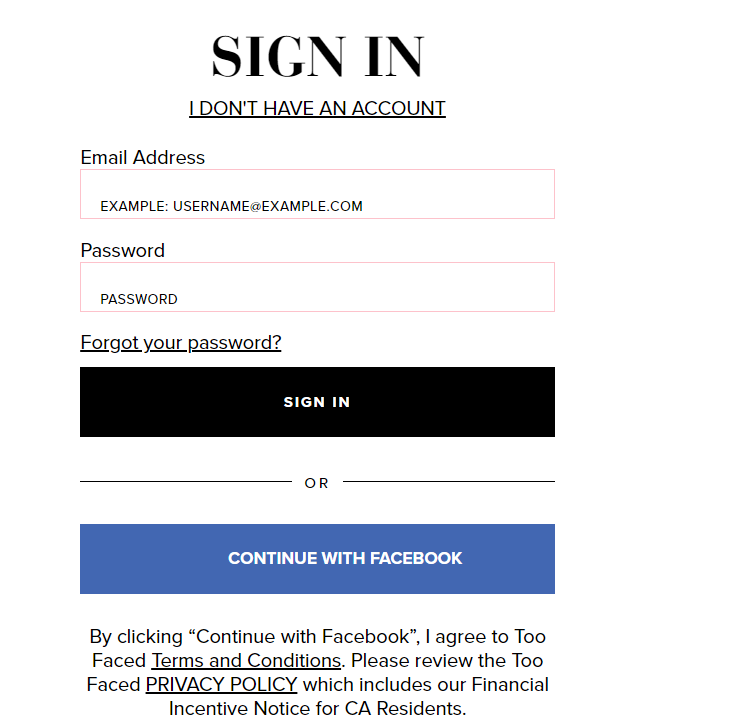 SIGN IN
I DON'T HAVE AN ACCOUNT
Email Address
EXAMPLE: USERNAME@EXAMPLE.COM
Password
PASSWORD
Forgot your password?
SIGN IN
OR
CONTINUE WITH FACEBOOK
By clicking “Continue with Facebook”, I agree to Too
Faced Terms and Conditions. Please review the Too
Faced PRIVACY POLICY which includes our Financial
Incentive Notice for CA Residents.